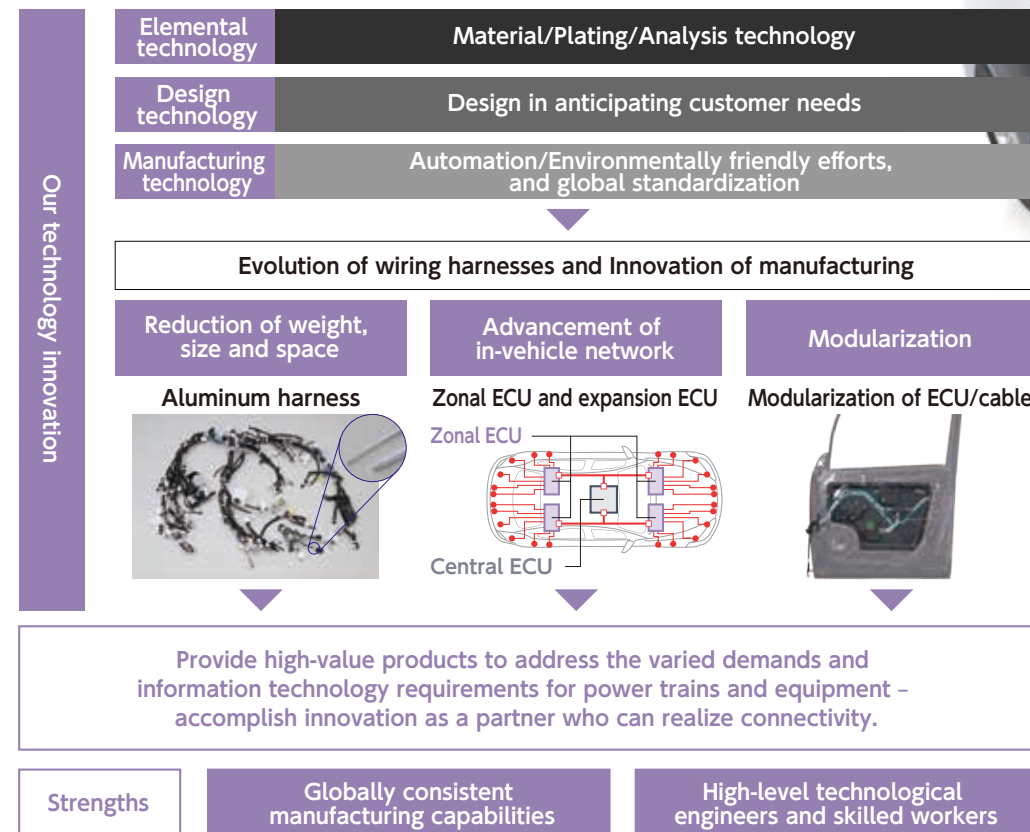 Our technology innovation
Elemental
technology
Material/Plating/Analysis technology
Design
technology
Design in anticipating customer needs
Manufacturing
technology
Automation/Environmentally friendly efforts,
and global standardization
Evolution of wiring harnesses and Innovation of manufacturing
Reduction of weight,
size and space
Advancement of
in-vehicle network
Modularization
Aluminum harness
Zonal ECU and expansion ECU
Modularization of ECU/cable
Zonal ECU
Central ECU
Provide high-value products to address the varied demands and
information technology requirements for power trains and equipment –
accomplish innovation as a partner who can realize connectivity.
Strengths
Globally consistent
manufacturing capabilities
High-level technological
engineers and skilled workers